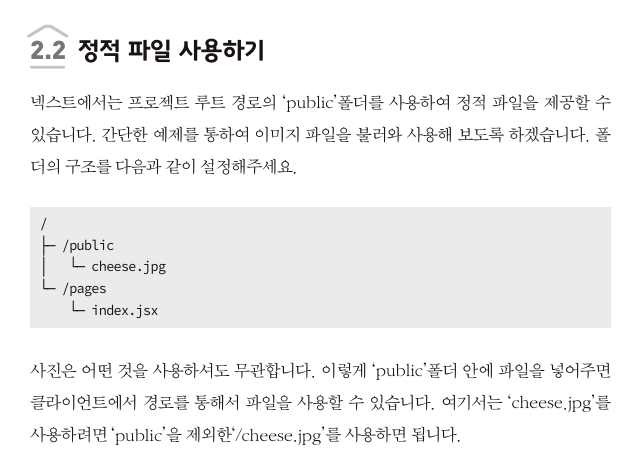 2.2 정적 파일 사용하기
넥스트에서는 프로젝트 루트 경로의 ‘public’폴더를 사용하여 정적 파일을 제공할 수
있습니다. 간단한 예제를 통하여 이미지 파일을 불러와 사용해 보도록 하겠습니다. 폴
더의 구조를 다음과 같이 설정해주세요.
/
├─ /public
│   └─ cheese.jpg
└─ /pages
    └─ index.jsx
사진은 어떤 것을 사용하셔도 무관합니다. 이렇게 ‘public’폴더 안에 파일을 넣어주면
클라이언트에서 경로를 통해서 파일을 사용할 수 있습니다. 여기서는 ‘cheese.jpg’를
사용하려면 ‘public’을 제외한‘/cheese.jpg’를 사용하면 됩니다.